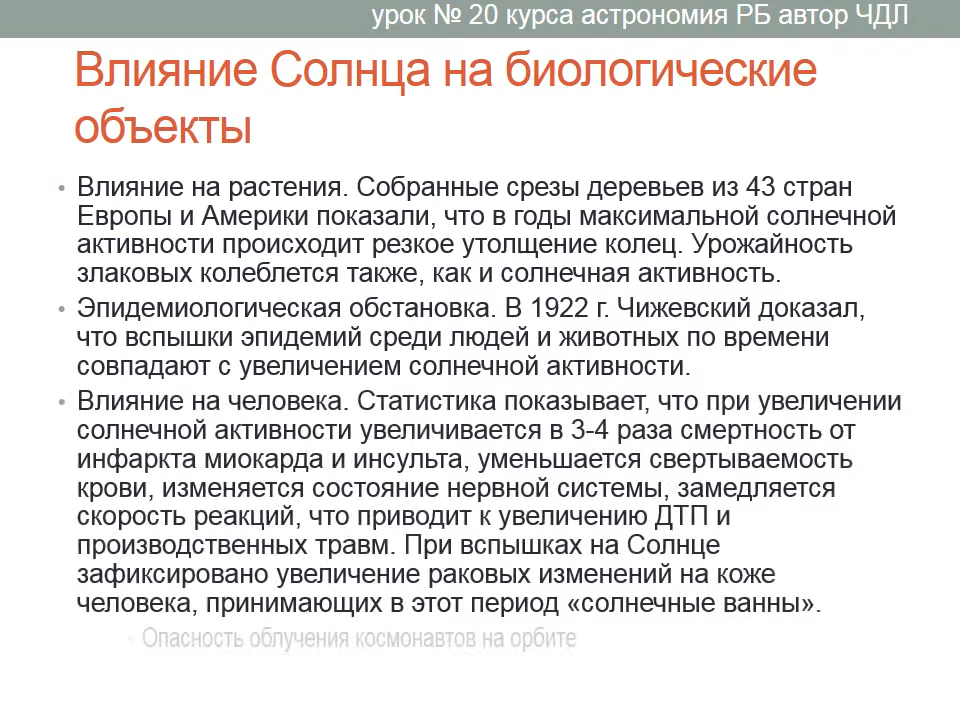 урок № 20 курса астрономия РБ автор ЧДЛ
Влияние Солнца на биологические
объекты
• Влияние на растения. Собранные срезы деревьев из 43 стран
Европы и Америки показали, что в годы максимальной солнечной
активности происходит резкое утолщение колец. Урожайность
злаковых колеблется также, как и солнечная активность.
• Эпидемиологическая обстановка. В 1922 г. Чижевский доказал,
что вспышки эпидемий среди людей и животных по времени
совпадают с увеличением солнечной активности.
• Влияние на человека. Статистика показывает, что при увеличении
солнечной активности увеличивается в 3-4 раза смертность от
инфаркта миокарда и инсульта, уменьшается свертываемость
крови, изменяется состояние нервной системы, замедляется
скорость реакций, что приводит к увеличению ДТП и
производственных травм. При вспышках на Солнце
зафиксировано увеличение раковых изменений на коже
человека, принимающих в этот период «солнечные ванны».
• Опасность облучения космонавтов на орбите